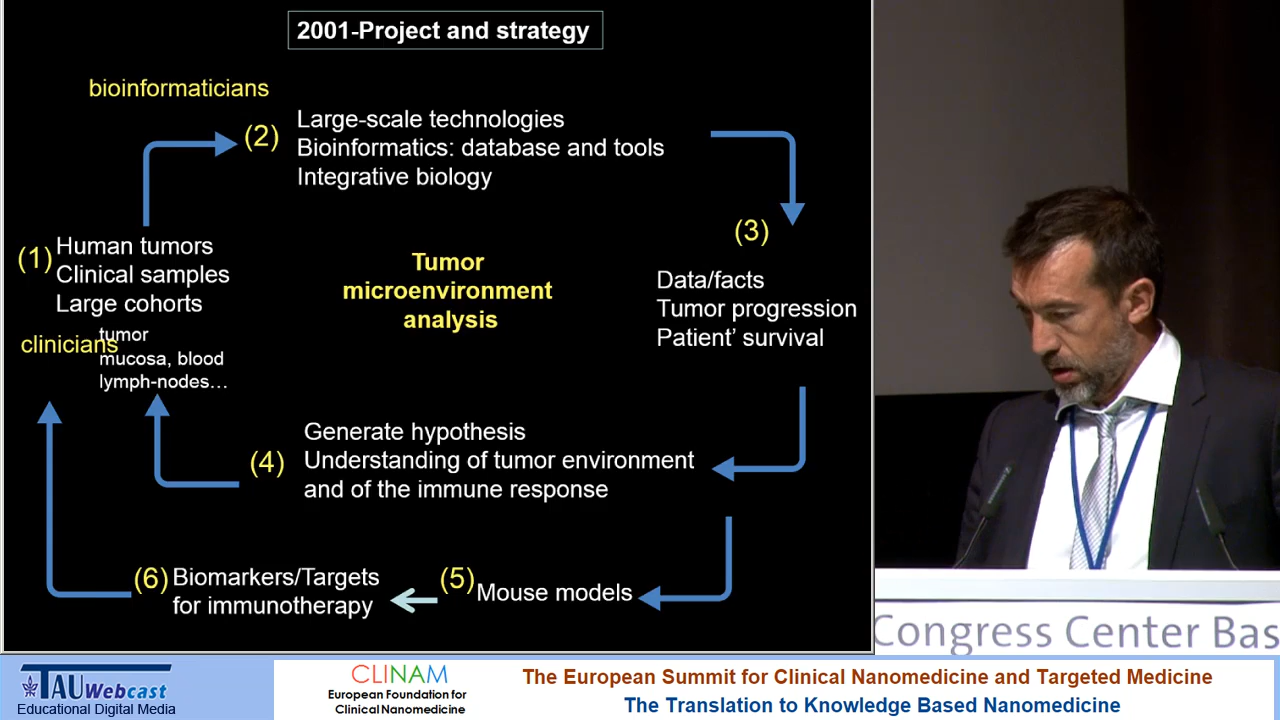 2001-Project and strategy
bioinformaticians
(2)
Large-scale technologies
Bioinformatics: database and tools
Integrative biology
(3)
Data/facts
Tumor progression
Patient' survival
(1)
Human tumors
Clinical samples
Large cohorts
clinicians
tumor
mucosa, blood
lymph-nodes…
Tumor
microenvironment
analysis
(4)
Generate hypothesis
Understanding of tumor environment
and of the immune response
(6)
Biomarkers/Targets
for immunotherapy
(5)
Mouse models
Congress Center Bas
TAU Webcast
Educational Digital Media
CLINAM
European Foundation for
Clinical Nanomedicine
The European Summit for Clinical Nanomedicine and Targeted Medicine
The Translation to Knowledge Based Nanomedicine